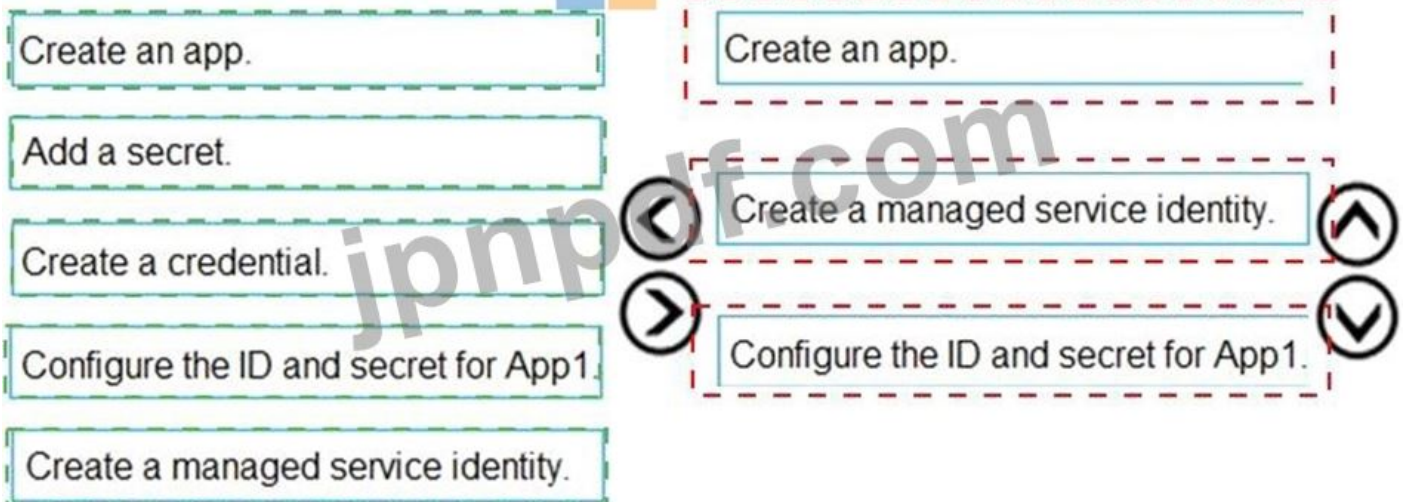 Create an app.
Add a secret.
Create a credential.
Configure the ID and secret for App1.
Create a managed service identity.
Create an app.
Create a managed service identity.
Configure the ID and secret for App1.
jpnpdf.com